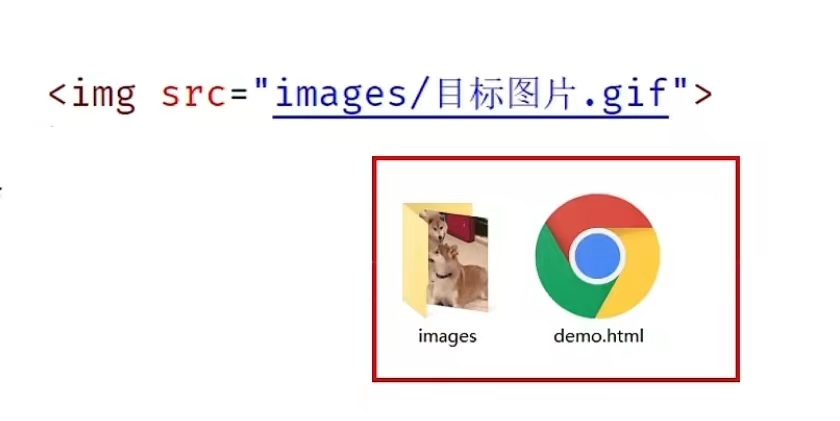 <img src="images/目标图片.gif">
images
demo.html